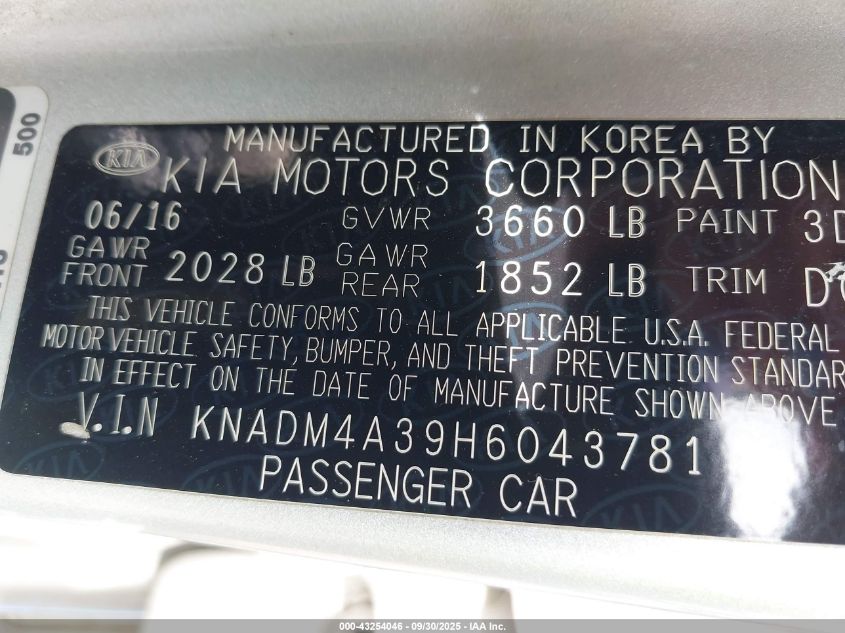 500
MANUFACTURED IN KOREA BY
KIA KIA MOTORS CORPORATION
06/16 GVWR 3660 LB PAINT 3D
GAWR FRONT 2028 LB GAWR REAR 1852 LB TRIM
THIS VEHICLE CONFORMS TO ALL APPLICABLE U.S.A. FEDERAL
MOTOR VEHICLE SAFETY, BUMPER, AND THEFT PREVENTION STANDAR
IN EFFECT ON THE DATE OF MANUFACTURE SHOWN ABOVE
V.I.N KNADM4A39H6043781
PASSENGER CAR
000-43254046 - 09/30/2025 - IAA Inc.